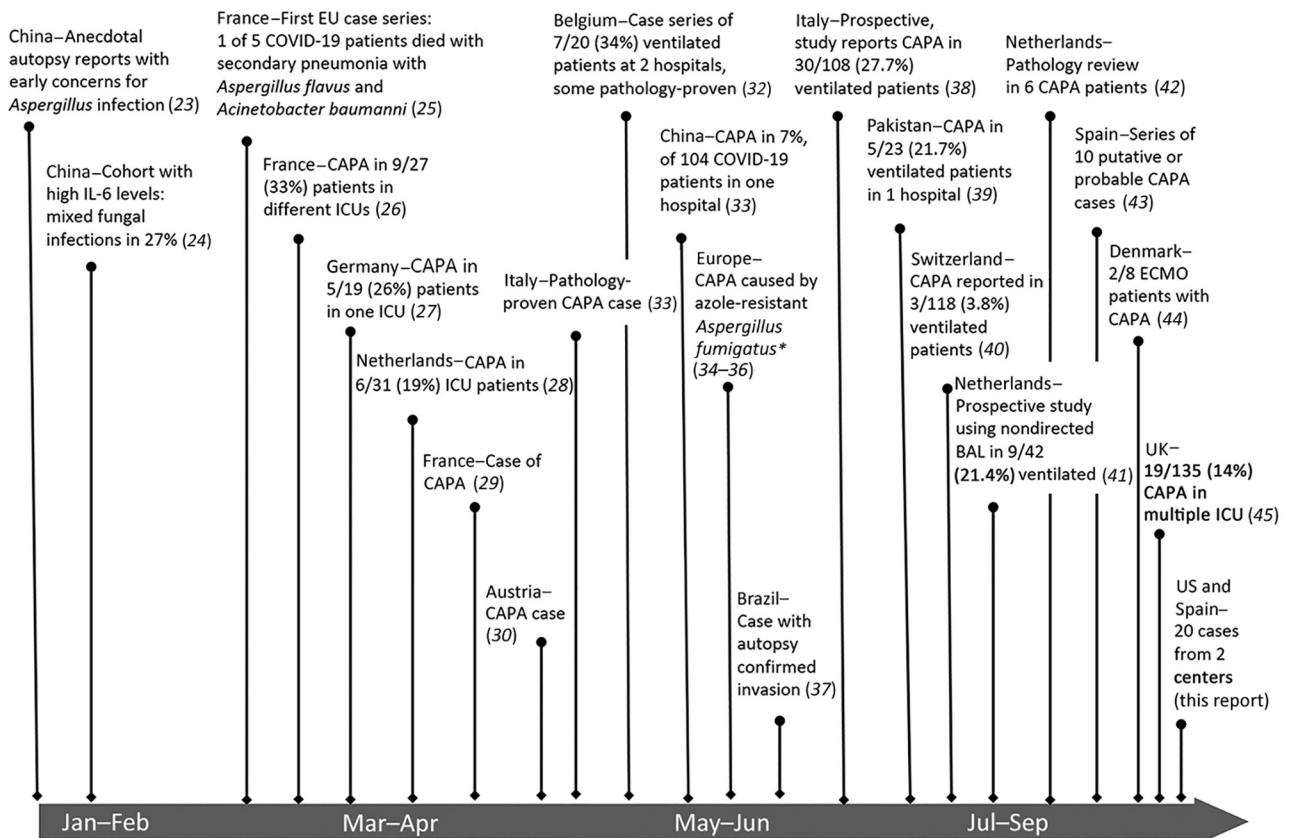 China–Anecdotal
autopsy reports with
early concerns for
Aspergillus infection (23)
China–Cohort with
high IL-6 levels:
mixed fungal
infections in 27% (24)
France–First EU case series:
1 of 5 COVID-19 patients died with
secondary pneumonia with
Aspergillus flavus and
Acinetobacter baumanni (25)
France–CAPA in 9/27
(33%) patients in
different ICUs (26)
Germany–CAPA in
5/19 (26%) patients
in one ICU (27)
Netherlands–CAPA in
6/31 (19%) ICU patients (28)
France–Case of
CAPA (29)
Austria–
CAPA case
(30)
Italy–Pathology-
proven CAPA case (33)
Belgium–Case series of
7/20 (34%) ventilated
patients at 2 hospitals,
some pathology-proven (32)
China–CAPA in 7%,
of 104 COVID-19
patients in one
hospital (33)
Europe–
CAPA caused by
azole-resistant
Aspergillus
fumigatus*
(34–36)
Brazil–
Case with
autopsy
confirmed
invasion (37)
Italy–Prospective,
study reports CAPA in
30/108 (27.7%)
ventilated patients (38)
Pakistan–CAPA in
5/23 (21.7%)
ventilated patients
in 1 hospital (39)
Switzerland–
CAPA reported in
3/118 (3.8%)
ventilated
patients (40)
Netherlands–
Prospective study
using nondirected
BAL in 9/42
(21.4%) ventilated (41)
Netherlands–
Pathology review
in 6 CAPA patients (42)
Spain–Series of
10 putative or
probable CAPA
cases (43)
Denmark–
2/8 ECMO
patients with
CAPA (44)
UK–
19/135 (14%)
CAPA in
multiple ICU (45)
US and
Spain–
20 cases
from 2
centers
(this report)
Jan–Feb
Mar–Apr
May–Jun
Jul–Sep